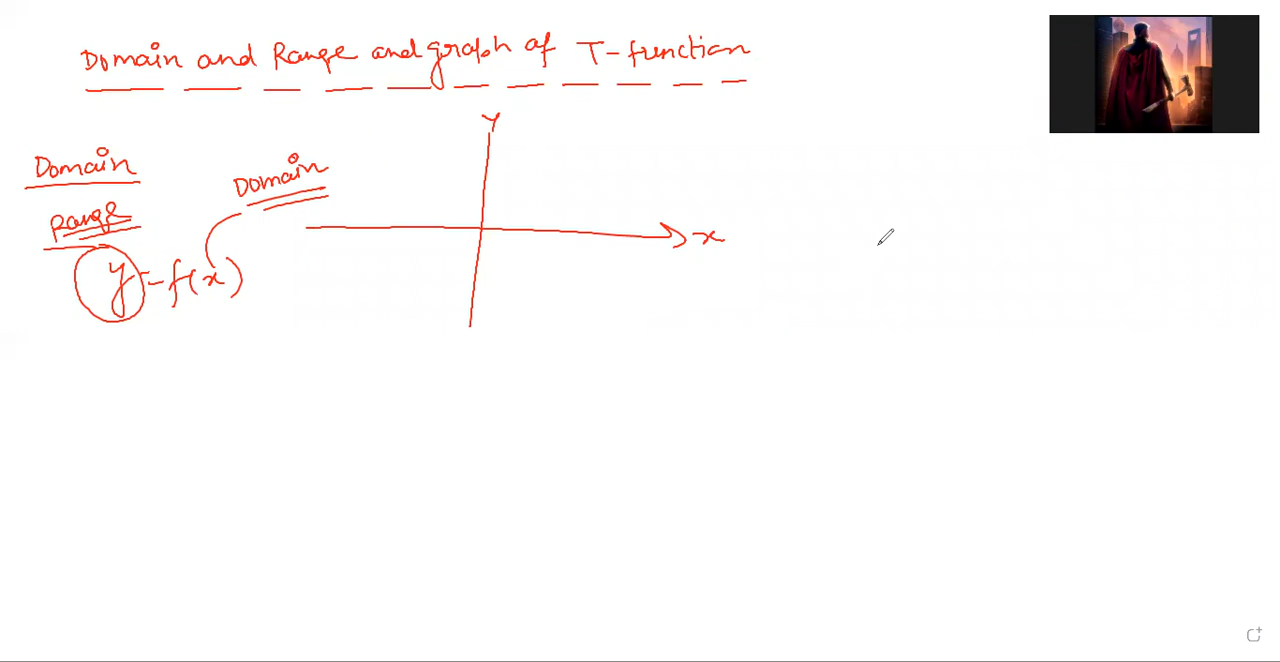 Domain and Range and graph of T-function
Y
Domain
Domain
Range
x
y = f(x)